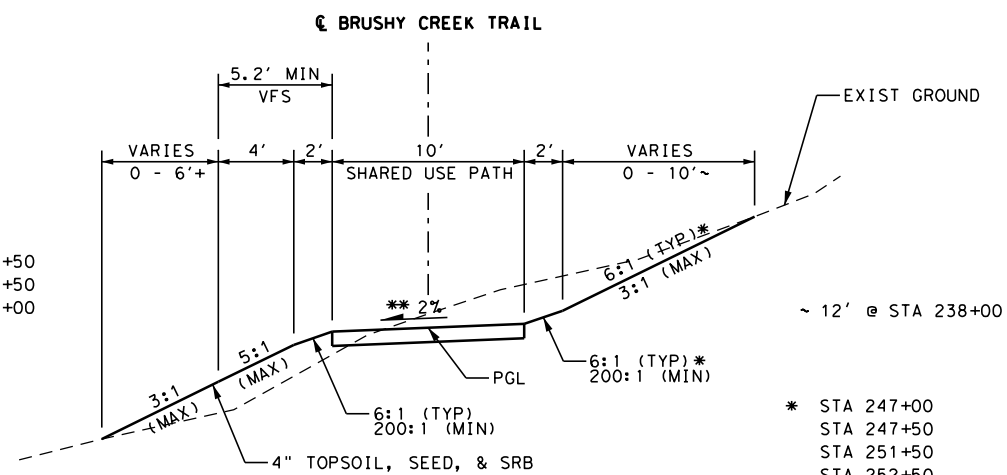 ℄ BRUSHY CREEK TRAIL
5.2' MIN
VFS
EXIST GROUND
VARIES
0 - 6'+
4'
2'
10'
SHARED USE PATH
2'
VARIES
0 - 10'~
+50
+50
+00
6:1 (TYP)*
3:1 (MAX)
** 2%
~ 12' @ STA 238+00
5:1
(MAX)
3:1
(MAX)
6:1 (TYP)*
200:1 (MIN)
PGL
6:1 (TYP)
200:1 (MIN)
4" TOPSOIL, SEED, & SRB
* STA 247+00
STA 247+50
STA 251+50
STA 252+50